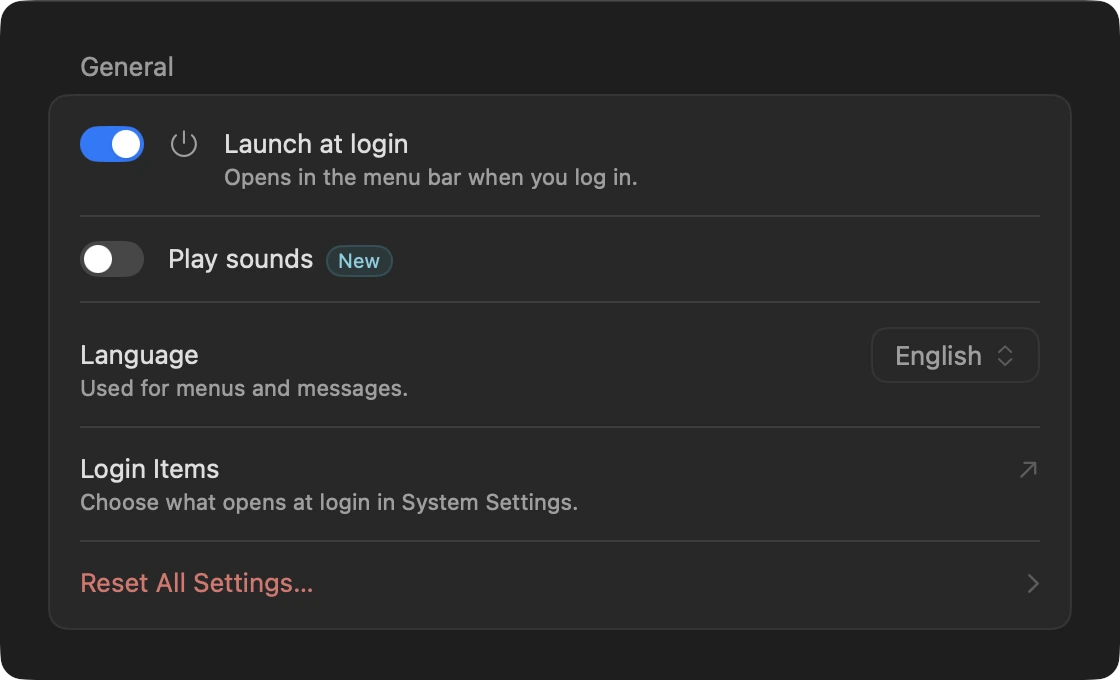 General
Launch at login
Opens in the menu bar when you log in.
Play sounds New
Language
English
Used for menus and messages.
Login Items
Choose what opens at login in System Settings.
Reset All Settings...